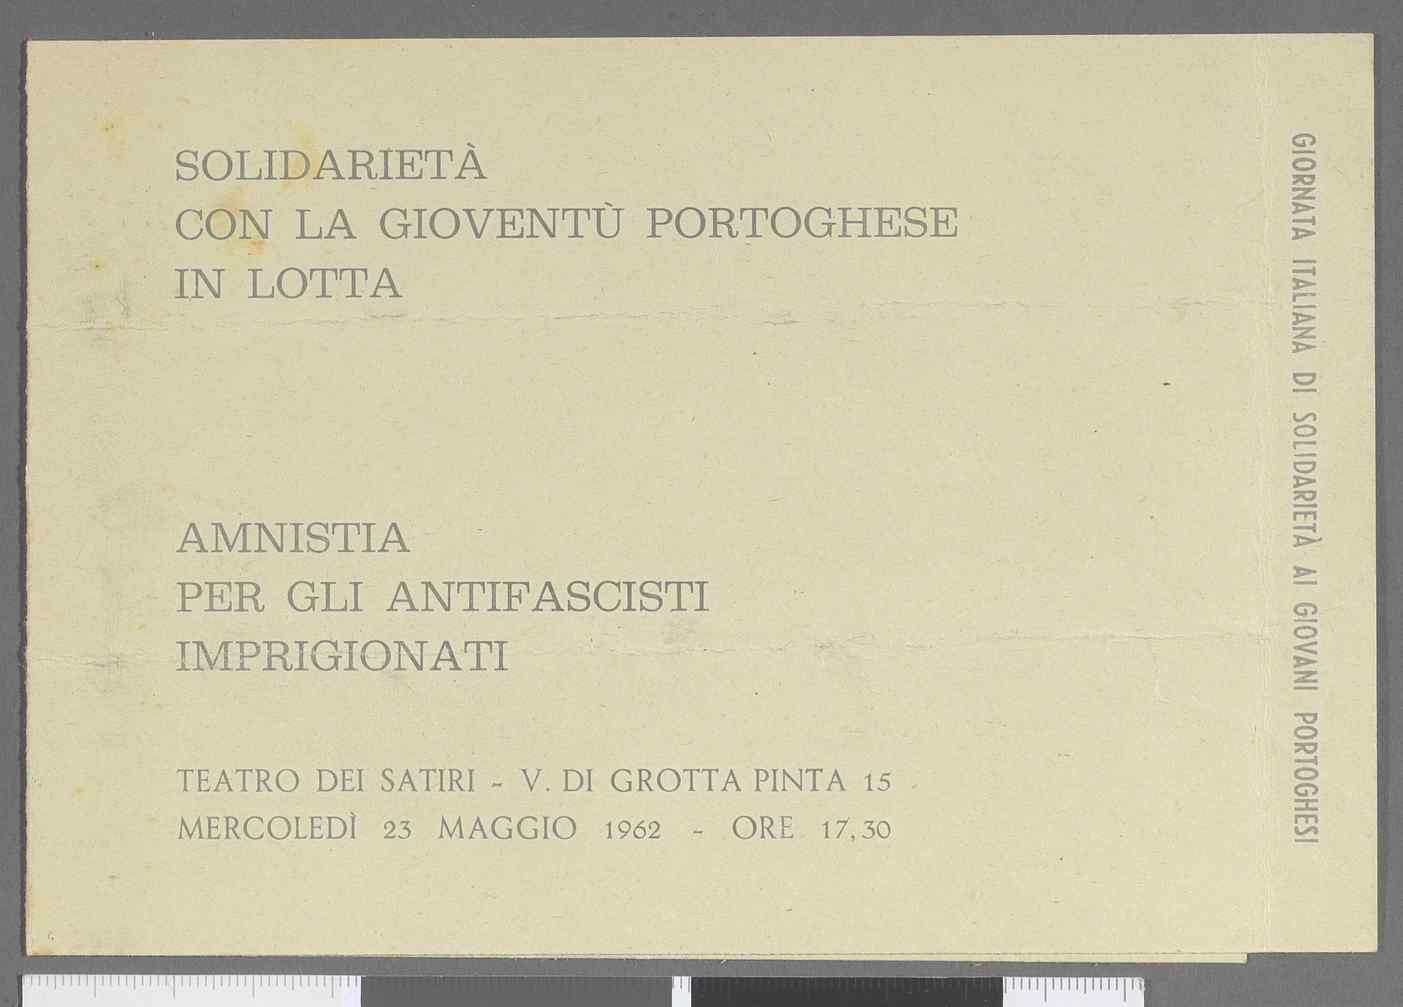 SOLIDARIETÀ
CON LA GIOVENTÙ PORTOGHESE
IN LOTTA
AMNISTIA
PER GLI ANTIFASCISTI
IMPRIGIONATI
TEATRO DEI SATIRI - V. DI GROTTA PINTA 15
MERCOLEDÌ 23 MAGGIO 1962 - ORE 17,30
GIORNATA ITALIANA DI SOLIDARIETÀ AI GIOVANI PORTOGHESI